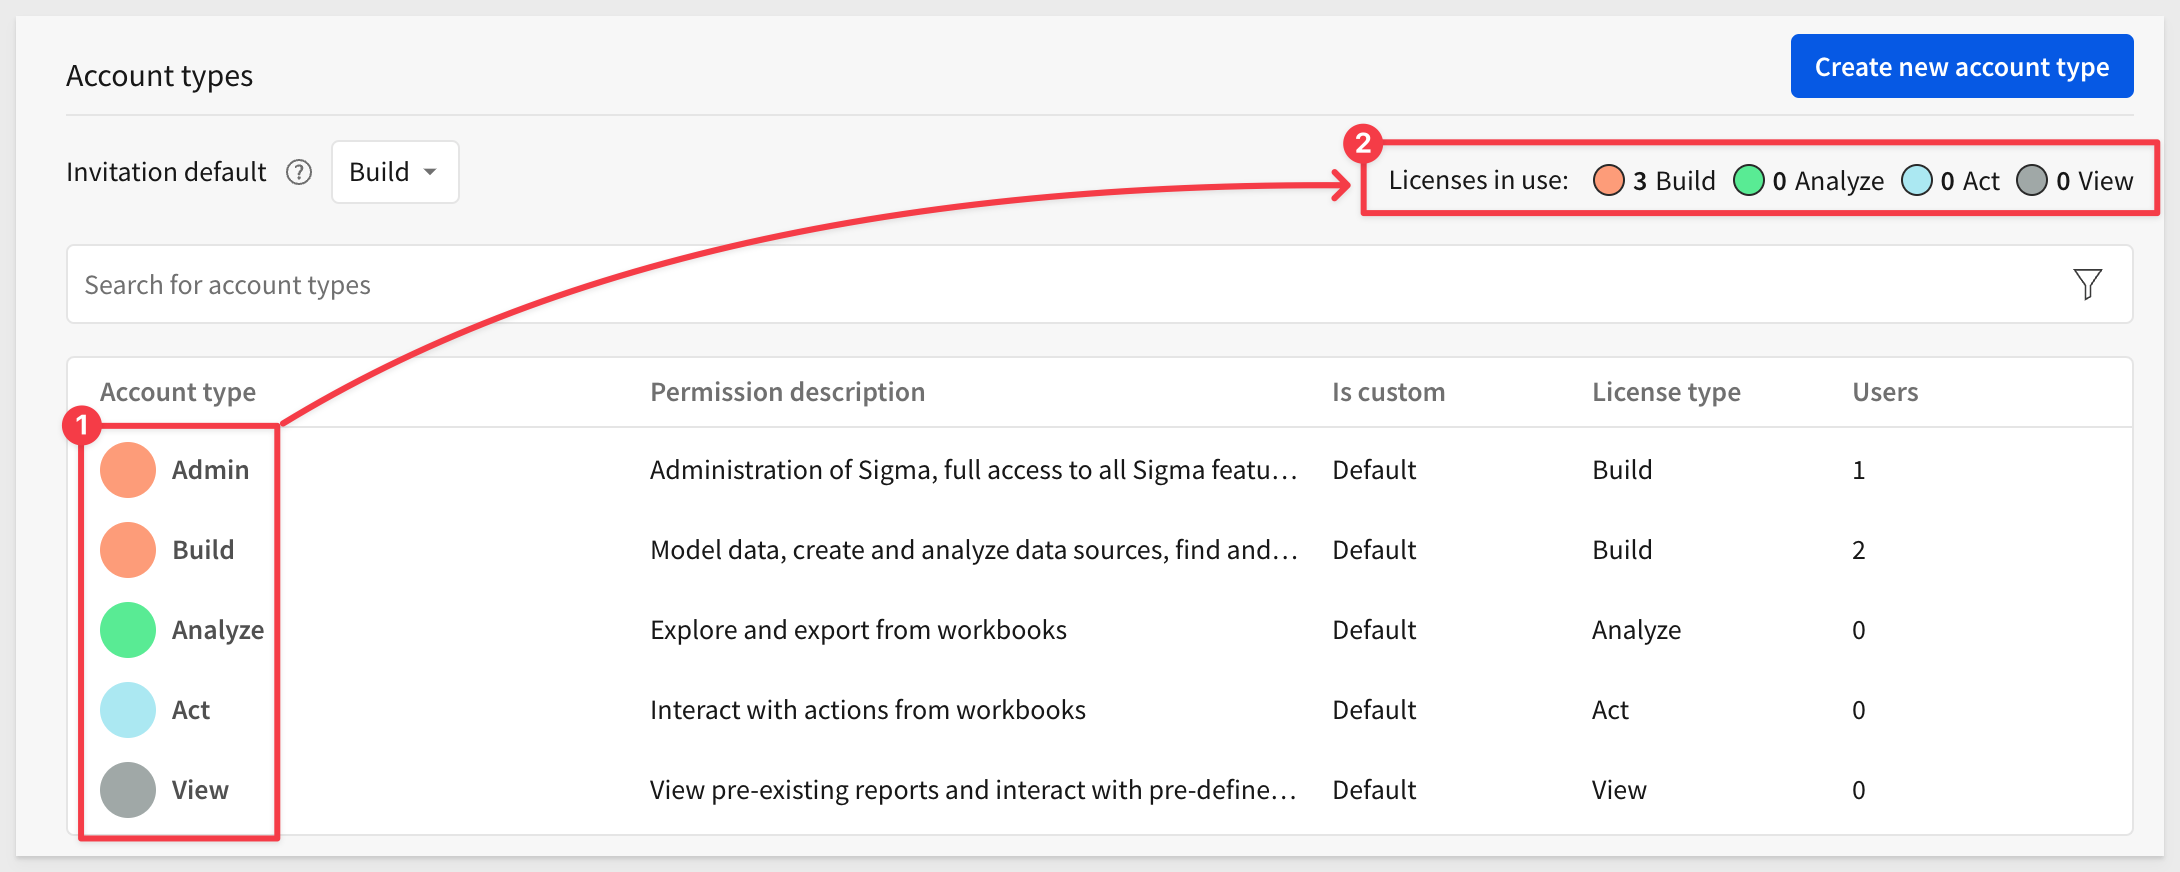 Account types
Create new account type
Invitation default ? Build
2
Licenses in use: 3 Build 0 Analyze 0 Act 0 View
Search for account types
Account type Permission description Is custom License type Users
1
Admin Administration of Sigma, full access to all Sigma featu... Default Build 1
Build Model data, create and analyze data sources, find and... Default Build 2
Analyze Explore and export from workbooks Default Analyze 0
Act Interact with actions from workbooks Default Act 0
View View pre-existing reports and interact with pre-define... Default View 0